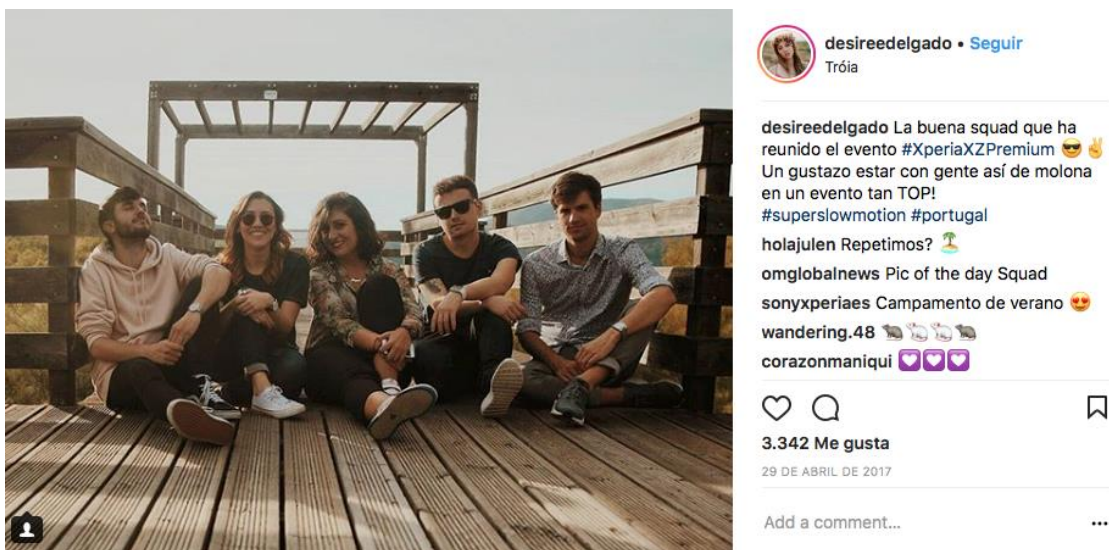 desireedelgado • Seguir
Tróia
desireedelgado La buena squad que ha
reunido el evento #XperiaXZPremium 😎✌
Un gustazo estar con gente así de molona
en un evento tan TOP!
#superslowmotion #portugal
holajulen Repetimos? 🏝
omglobalnews Pic of the day Squad
sonyxperiaes Campamento de verano 😍
wandering.48 🐀🐁🐁🐀
corazonmaniqui 💟💟💟
3.342 Me gusta
29 DE ABRIL DE 2017
Add a comment...